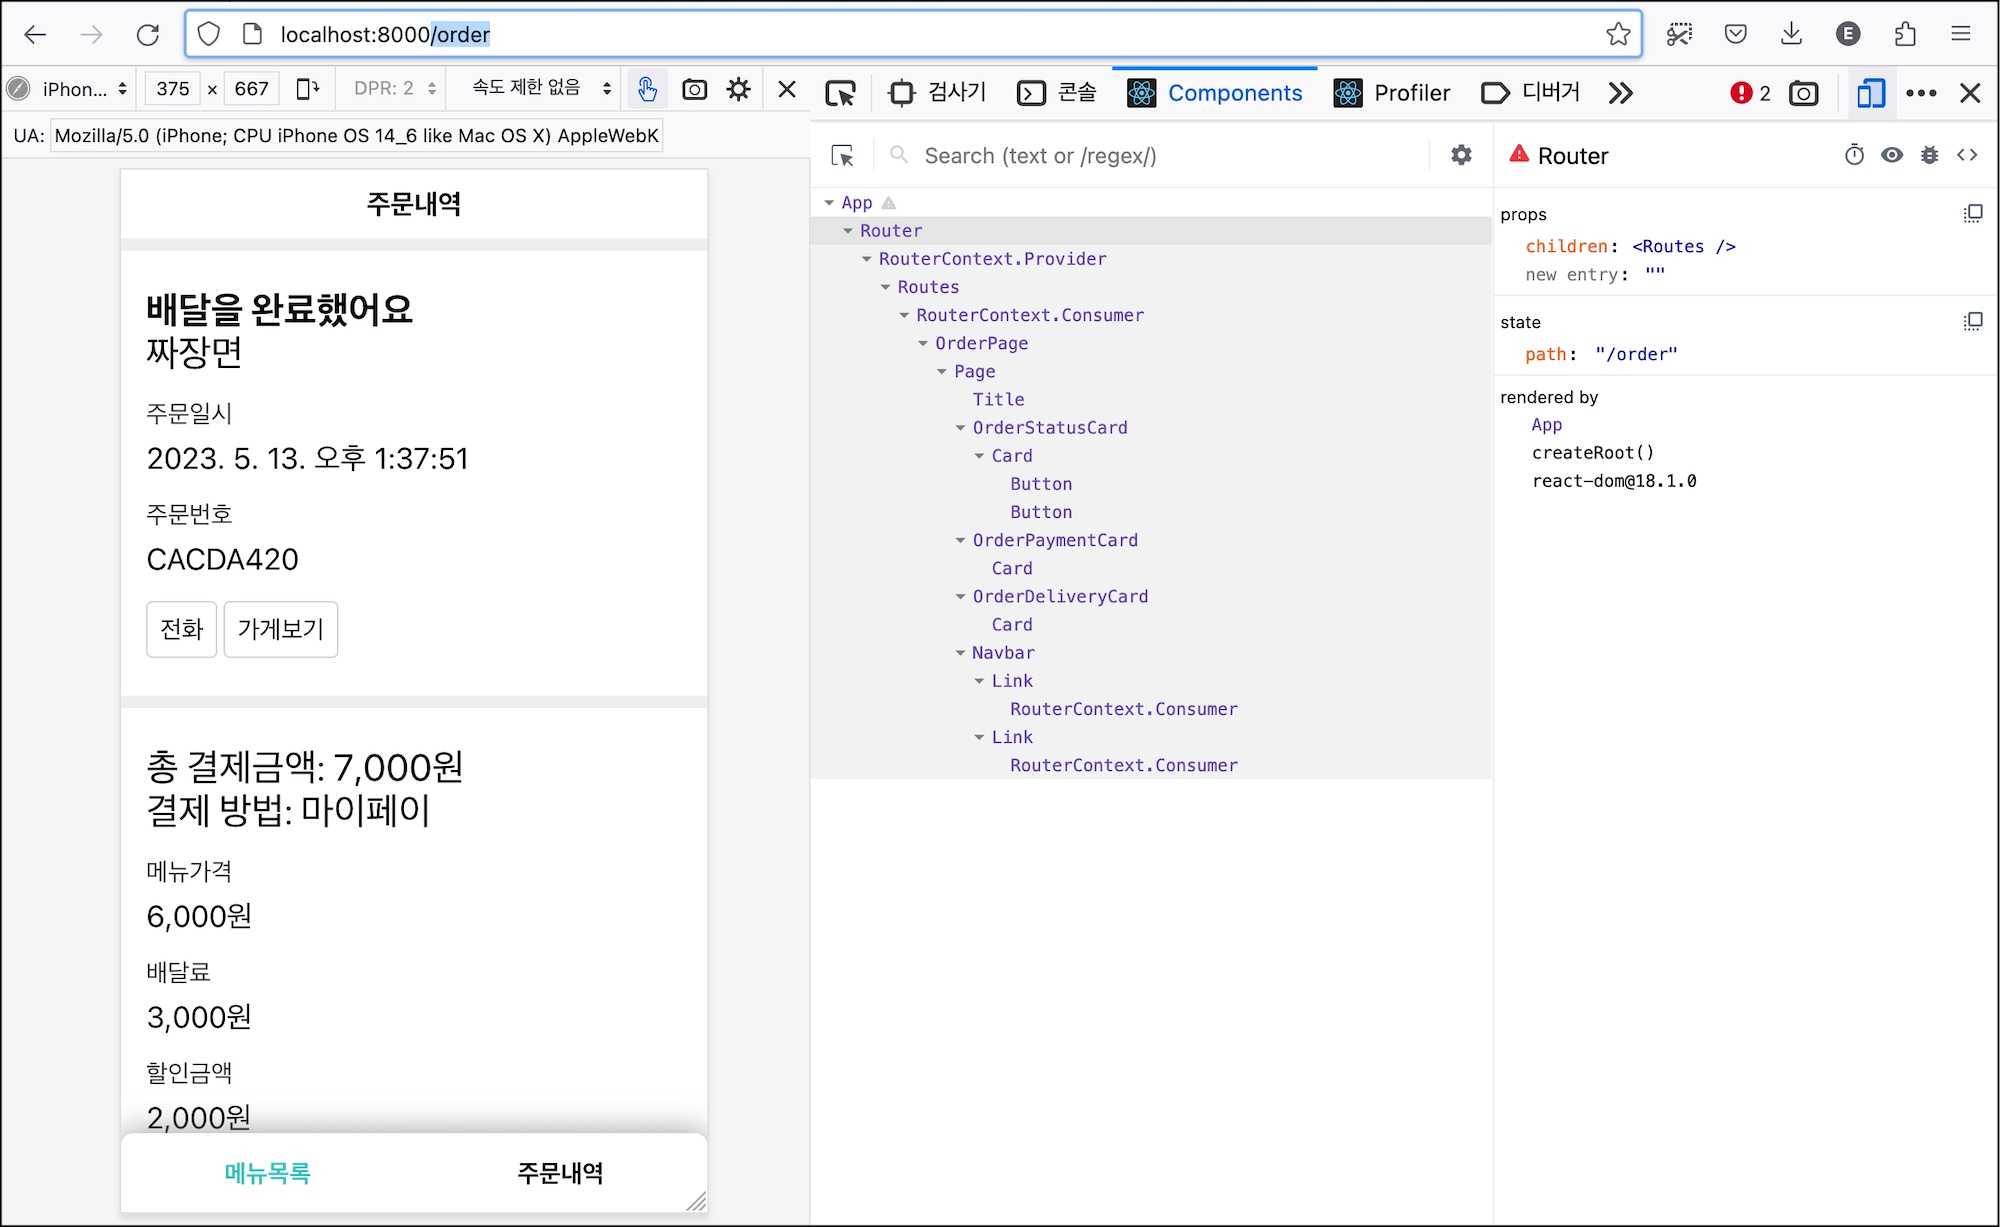 localhost:8000/order
E
iPhon...
375 × 667
DPR: 2
속도 제한 없음
UA: Mozilla/5.0 (iPhone; CPU iPhone OS 14_6 like Mac OS X) AppleWebK
주문내역
배달을 완료했어요
짜장면
주문일시
2023. 5. 13. 오후 1:37:51
주문번호
CACDA420
전화 가게보기
총 결제금액: 7,000원
결제 방법: 마이페이
메뉴가격
6,000원
배달료
3,000원
할인금액
2,000원
메뉴목록 주문내역
검사기 콘솔 Components Profiler 디버거 2
Search (text or /regex/)
App
Router
RouterContext.Provider
Routes
RouterContext.Consumer
OrderPage
Page
Title
OrderStatusCard
Card
Button
Button
OrderPaymentCard
Card
OrderDeliveryCard
Card
Navbar
Link
RouterContext.Consumer
Link
RouterContext.Consumer
Router
props
children: <Routes />
new entry: ""
state
path: "/order"
rendered by
App
createRoot()
react-dom@18.1.0